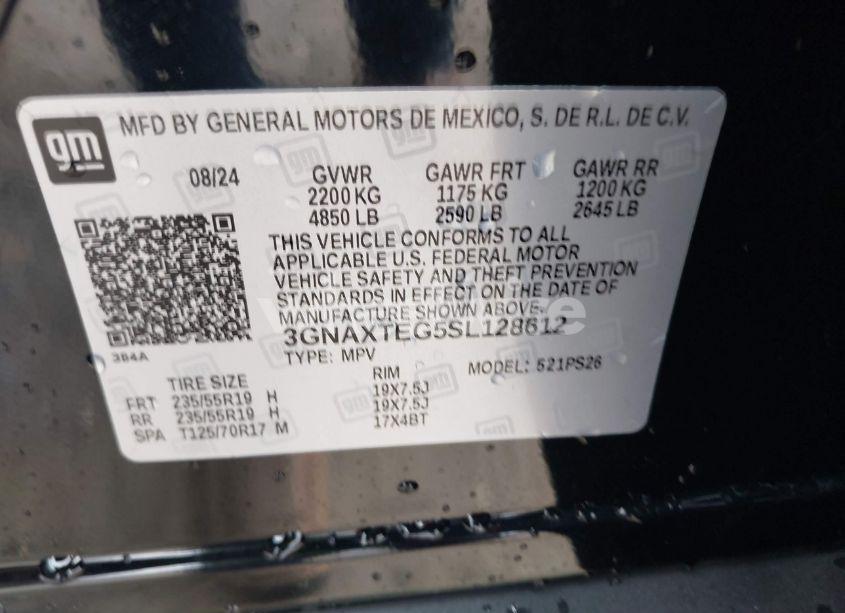 gm
MFD BY GENERAL MOTORS DE MEXICO, S. DE R.L. DE C.V.
08/24 GVWR GAWR FRT GAWR RR
2200 KG 1175 KG 1200 KG
4850 LB 2590 LB 2645 LB
THIS VEHICLE CONFORMS TO ALL
APPLICABLE U.S. FEDERAL MOTOR
VEHICLE SAFETY AND THEFT PREVENTION
STANDARDS IN EFFECT ON THE DATE OF
MANUFACTURE SHOWN ABOVE.
3GNAXTEG5SL128612
384A TYPE: MPV MODEL: 521PS26
TIRE SIZE RIM
FRT 235/55R19 H 19X7.5J
RR 235/55R19 H 19X7.5J
SPA T125/70R17 M 17X4BT